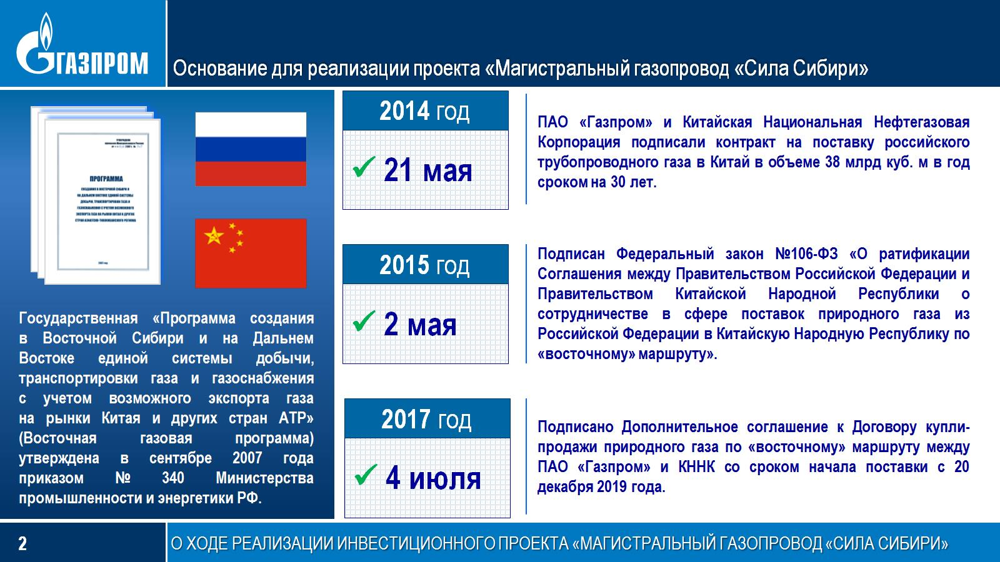 ГАЗПРОМ
Основание для реализации проекта «Магистральный газопровод «Сила Сибири»
ПРОГРАММА
СОЗДАНИЯ В ВОСТОЧНОЙ СИБИРИ И
НА ДАЛЬНЕМ ВОСТОКЕ ЕДИНОЙ СИСТЕМЫ
ДОБЫЧИ, ТРАНСПОРТИРОВКИ ГАЗА И
ГАЗОСНАБЖЕНИЯ С УЧЕТОМ ВОЗМОЖНОГО
ЭКСПОРТА ГАЗА НА РЫНКИ КИТАЯ И ДРУГИХ
СТРАН АЗИАТСКО-ТИХООКЕАНСКОГО РЕГИОНА
Государственная «Программа создания
в Восточной Сибири и на Дальнем
Востоке единой системы добычи,
транспортировки газа и газоснабжения
с учетом возможного экспорта газа
на рынки Китая и других стран АТР»
(Восточная газовая программа)
утверждена в сентябре 2007 года
приказом № 340 Министерства
промышленности и энергетики РФ.
2014 год
21 мая
ПАО «Газпром» и Китайская Национальная Нефтегазовая
Корпорация подписали контракт на поставку российского
трубопроводного газа в Китай в объеме 38 млрд куб. м в год
сроком на 30 лет.
2015 год
2 мая
Подписан Федеральный закон №106-ФЗ «О ратификации
Соглашения между Правительством Российской Федерации и
Правительством Китайской Народной Республики о
сотрудничестве в сфере поставок природного газа из
Российской Федерации в Китайскую Народную Республику по
«восточному» маршруту».
2017 год
4 июля
Подписано Дополнительное соглашение к Договору купли-
продажи природного газа по «восточному» маршруту между
ПАО «Газпром» и КННК со сроком начала поставки с 20
декабря 2019 года.
2
О ХОДЕ РЕАЛИЗАЦИИ ИНВЕСТИЦИОННОГО ПРОЕКТА «МАГИСТРАЛЬНЫЙ ГАЗОПРОВОД «СИЛА СИБИРИ»